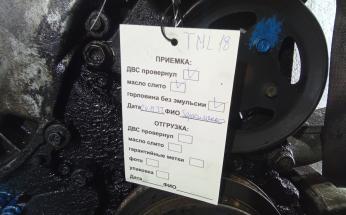 TML 18
ПРИЕМКА:
ДВС провернул
масло слито
горловина без эмульсии
Дата ФИО
ОТГРУЗКА:
ДВС провернул
масло слито
гарантийные метки
фото
упаковка
Дата ФИО